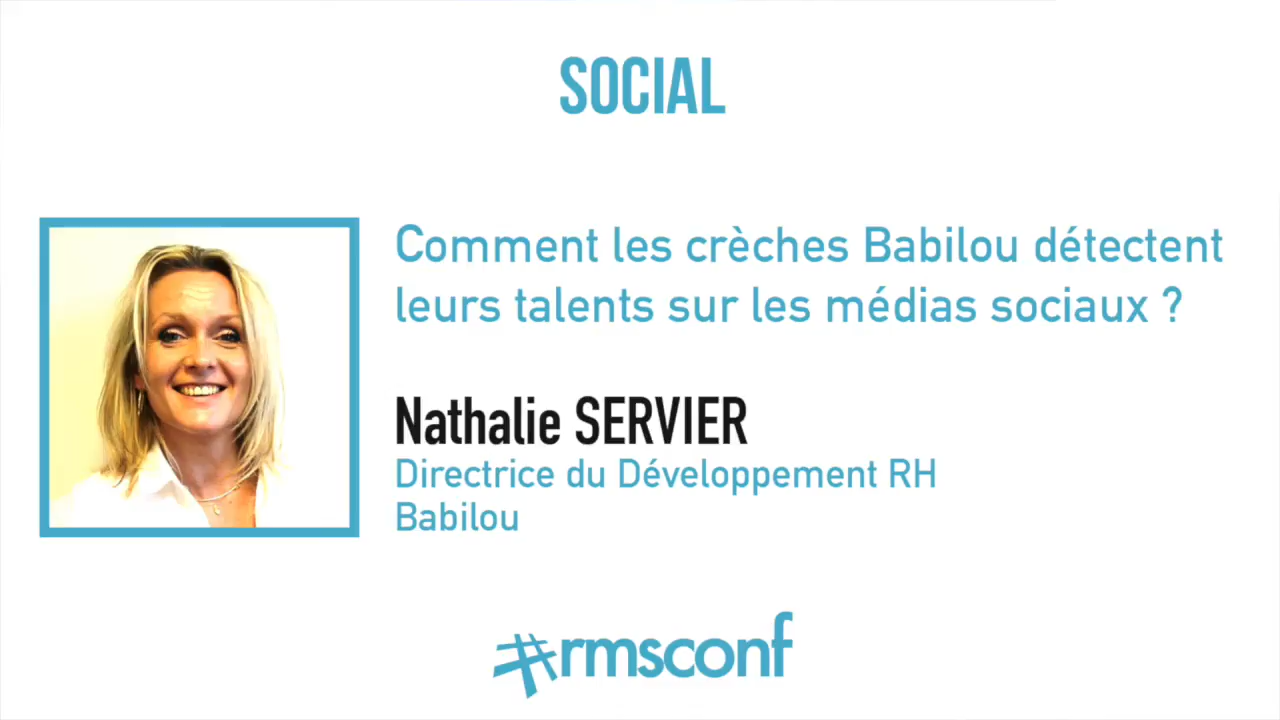 SOCIAL
Comment les crèches Babilou détectent
leurs talents sur les médias sociaux ?
Nathalie SERVIER
Directrice du Développement RH
Babilou
#rmsconf